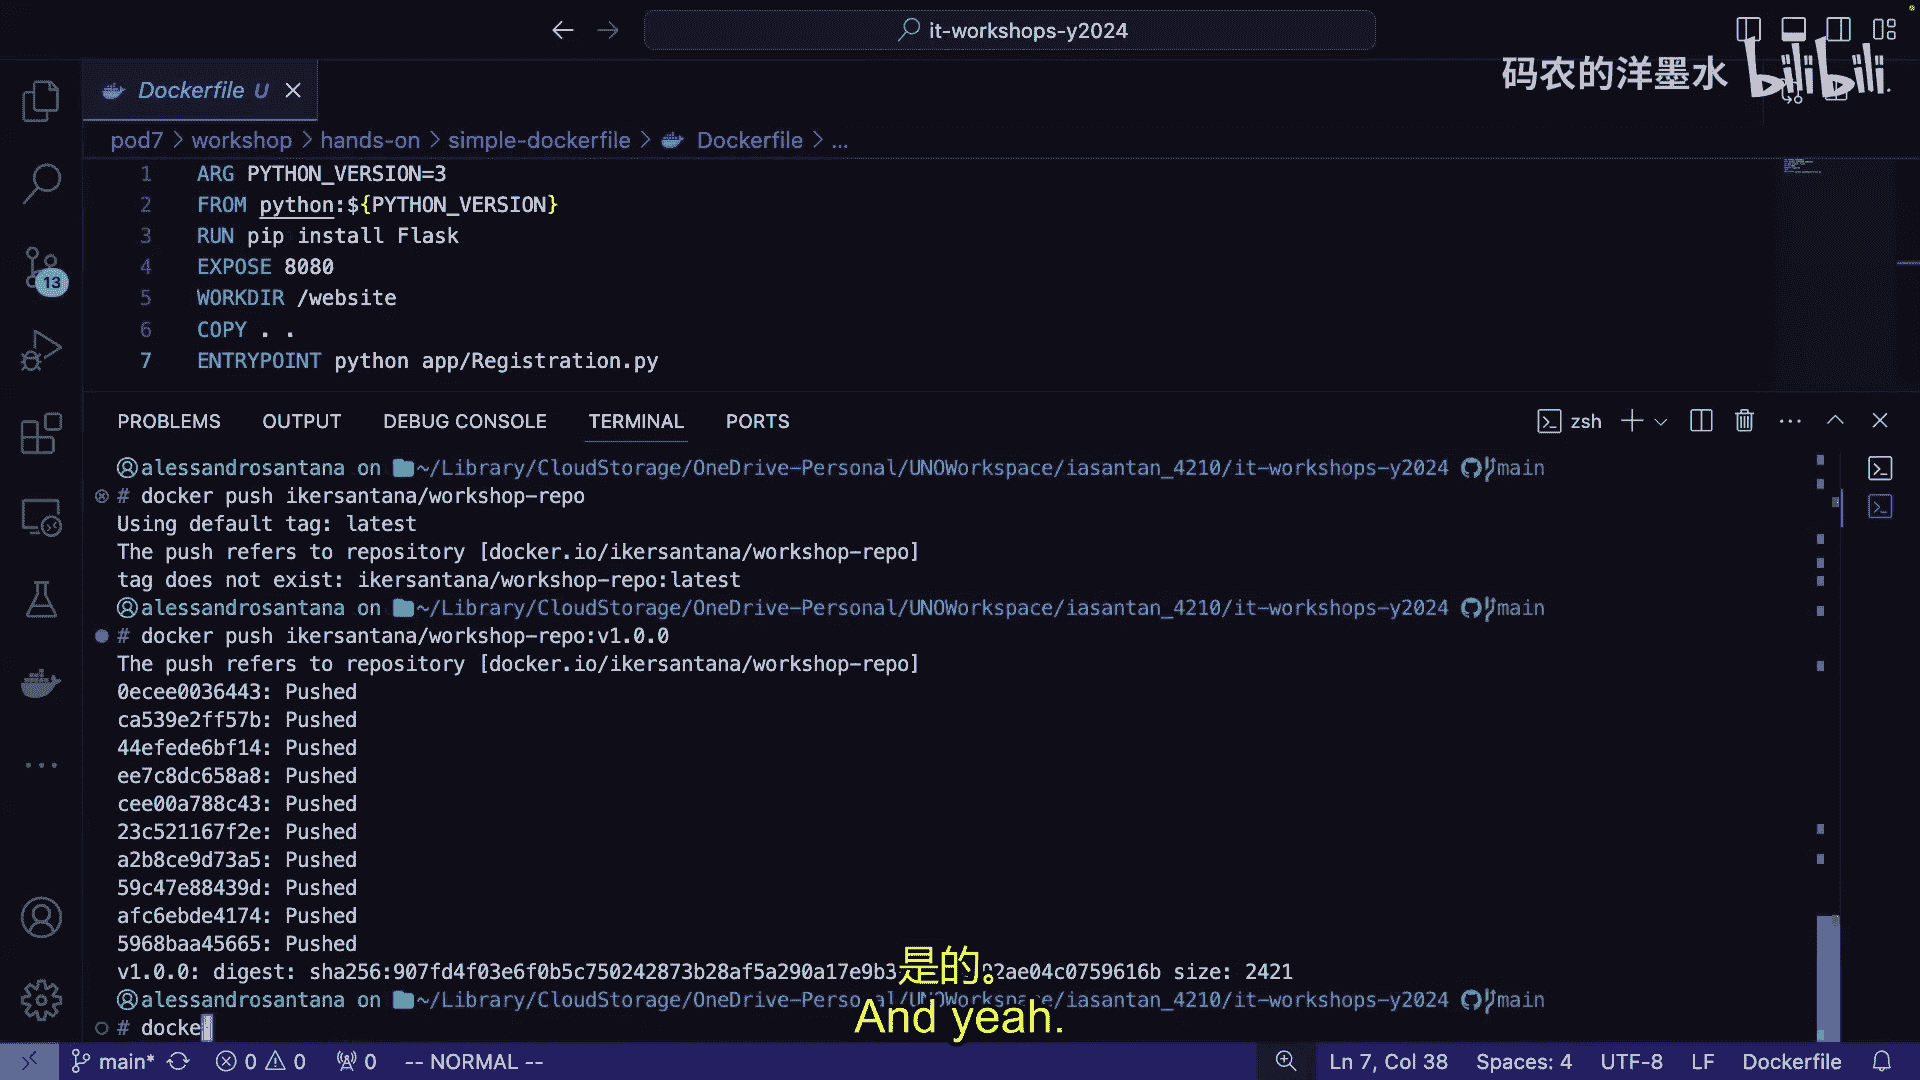 it-workshops-y2024
码农的洋墨水 bilibili
Dockerfile U
pod7 > workshop > hands-on > simple-dockerfile > Dockerfile > ...
1 ARG PYTHON_VERSION=3
2 FROM python:${PYTHON_VERSION}
3 RUN pip install Flask
4 EXPOSE 8080
5 WORKDIR /website
6 COPY . .
7 ENTRYPOINT python app/Registration.py
13
PROBLEMS OUTPUT DEBUG CONSOLE TERMINAL PORTS zsh
alessandrosantana on ~/Library/CloudStorage/OneDrive-Personal/UNOWorkspace/iasantan_4210/it-workshops-y2024 main
# docker push ikersantana/workshop-repo
Using default tag: latest
The push refers to repository [docker.io/ikersantana/workshop-repo]
tag does not exist: ikersantana/workshop-repo:latest
alessandrosantana on ~/Library/CloudStorage/OneDrive-Personal/UNOWorkspace/iasantan_4210/it-workshops-y2024 main
# docker push ikersantana/workshop-repo:v1.0.0
The push refers to repository [docker.io/ikersantana/workshop-repo]
0ecee0036443: Pushed
ca539e2ff57b: Pushed
44efede6bf14: Pushed
ee7c8dc658a8: Pushed
cee00a788c43: Pushed
23c521167f2e: Pushed
a2b8ce9d73a5: Pushed
59c47e88439d: Pushed
afc6ebde4174: Pushed
5968baa45665: Pushed
v1.0.0: digest: size: 2421
是的。
alessandrosantana on ~/Library/CloudStorage/OneDrive-Personal/UNOWorkspace/iasantan_4210/it-workshops-y2024 main
And yeah.
# docke
main* 0 0 0 -- NORMAL -- Ln 7, Col 38 Spaces: 4 UTF-8 LF Dockerfile